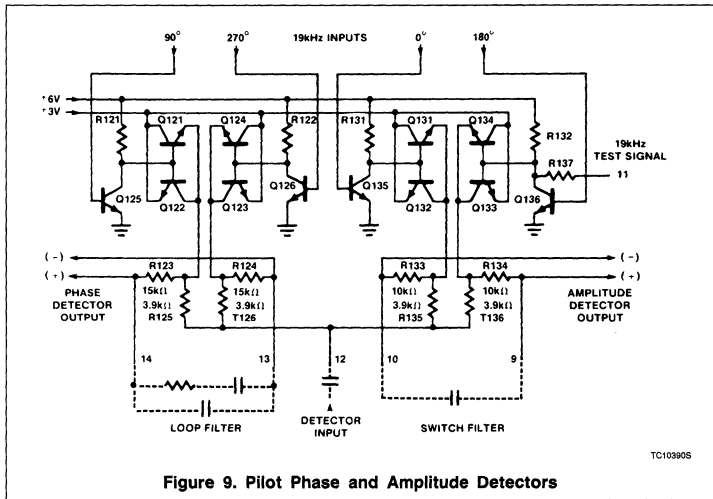 90° 270° 19kHz INPUTS 0° 180°
+6V
+3V
R121 Q121 Q124 R122 R131 Q131 Q134 R132
19kHz
TEST SIGNAL
R137
11
Q125 Q122 Q123 Q126 Q135 Q132 Q133 Q136
(-) (-)
(+) R123 R124 R133 R134 (+)
PHASE
DETECTOR
OUTPUT
15kΩ 15kΩ 10kΩ 10kΩ
3.9kΩ 3.9kΩ 3.9kΩ 3.9kΩ
R125 T126 R135 T136
AMPLITUDE
DETECTOR
OUTPUT
14 13 12 10 9
LOOP FILTER
DETECTOR
INPUT
SWITCH FILTER
TC10390S
Figure 9. Pilot Phase and Amplitude Detectors